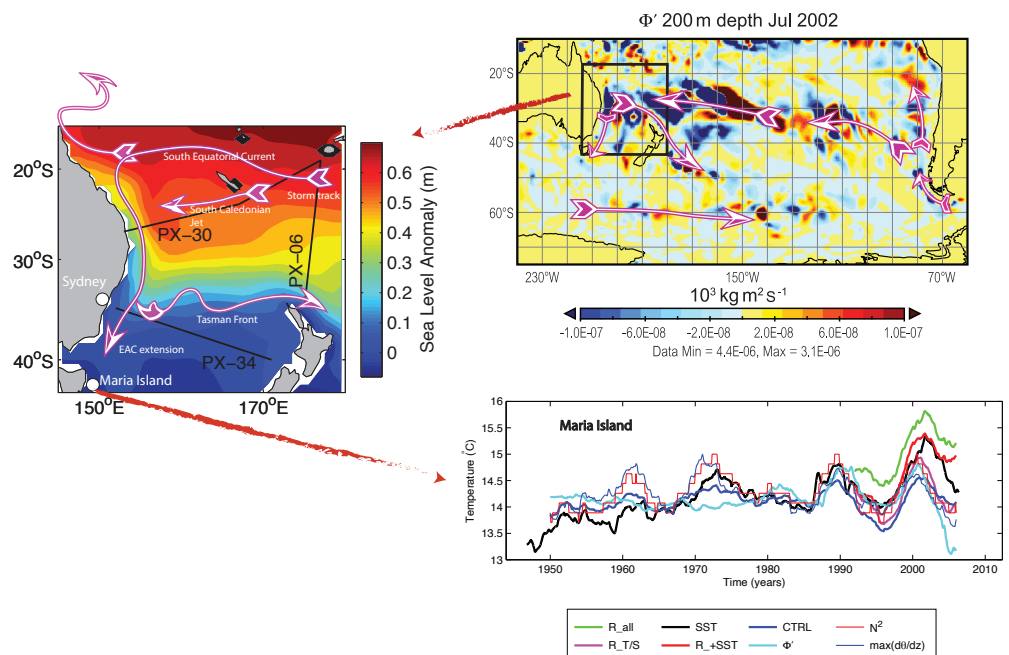 Φ′ 200 m depth Jul 2002
20°S
40°S
60°S
230°W
150°W
70°W
10³ kg m² s⁻¹
-1.0E-07 -6.0E-08 -2.0E-08 2.0E-08 6.0E-08 1.0E-07
Data Min = 4.4E-06, Max = 3.1E-06
South Equatorial Current
Storm track
South Caledonian
Jet
PX-30
PX-06
Sydney
Tasman Front
EAC extension
PX-34
Maria Island
20°S
30°S
40°S
150°E
170°E
0.6
0.5
0.4
0.3
0.2
0.1
0
Sea Level Anomaly (m)
Maria Island
Temperature (°C)
16
15.5
15
14.5
14
13.5
13
1950 1960 1970 1980 1990 2000 2010
Time (years)
R_all SST CTRL N²
R_T/S R_+SST Φ′ max(dθ/dz)